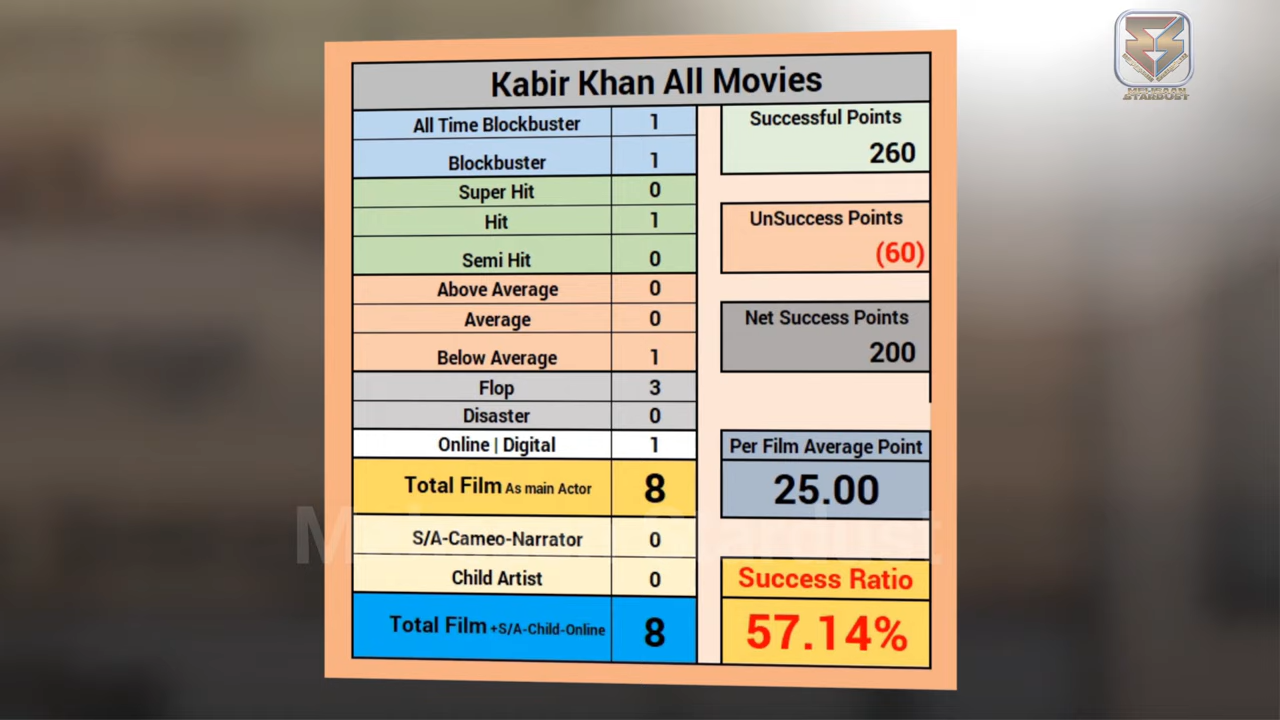 Kabir Khan All Movies
All Time Blockbuster 1
Blockbuster 1
Super Hit 0
Hit 1
Semi Hit 0
Above Average 0
Average 0
Below Average 1
Flop 3
Disaster 0
Online | Digital 1
Total Film As main Actor 8
S/A-Cameo-Narrator 0
Child Artist 0
Total Film +S/A-Child-Online 8
Successful Points
260
UnSuccess Points
(60)
Net Success Points
200
Per Film Average Point
25.00
Success Ratio
57.14%
STARDUST